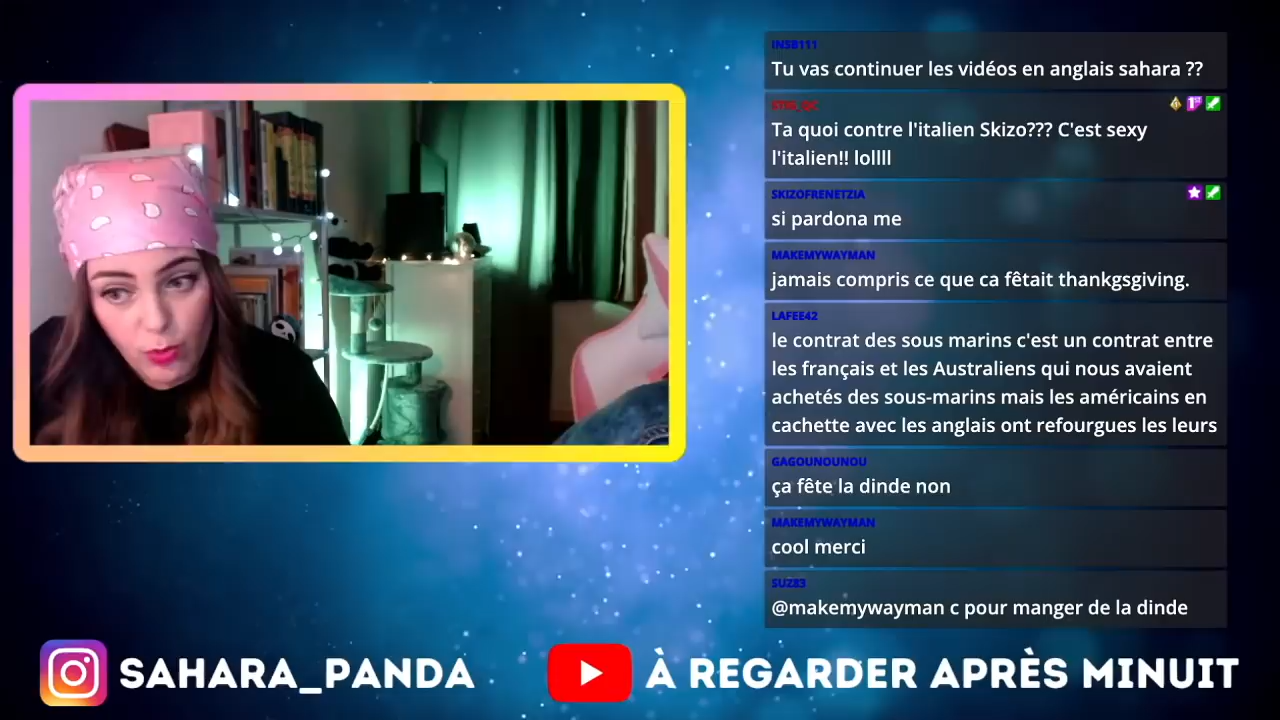 INSB111
Tu vas continuer les vidéos en anglais sahara ??
Ta quoi contre l'italien Skizo??? C'est sexy
l'italien!! lollll
SKIZOFRENETZIA
si pardona me
MAKEMYWAYMAN
jamais compris ce que ca fêtait thankgsgiving.
LAFEE42
le contrat des sous marins c'est un contrat entre
les français et les Australiens qui nous avaient
achetés des sous-marins mais les américains en
cachette avec les anglais ont refourgues les leurs
GAGOUNOUNOU
ça fête la dinde non
MAKEMYWAYMAN
cool merci
SUZ83
@makemywayman c pour manger de la dinde
SAHARA_PANDA
À REGARDER APRÈS MINUIT